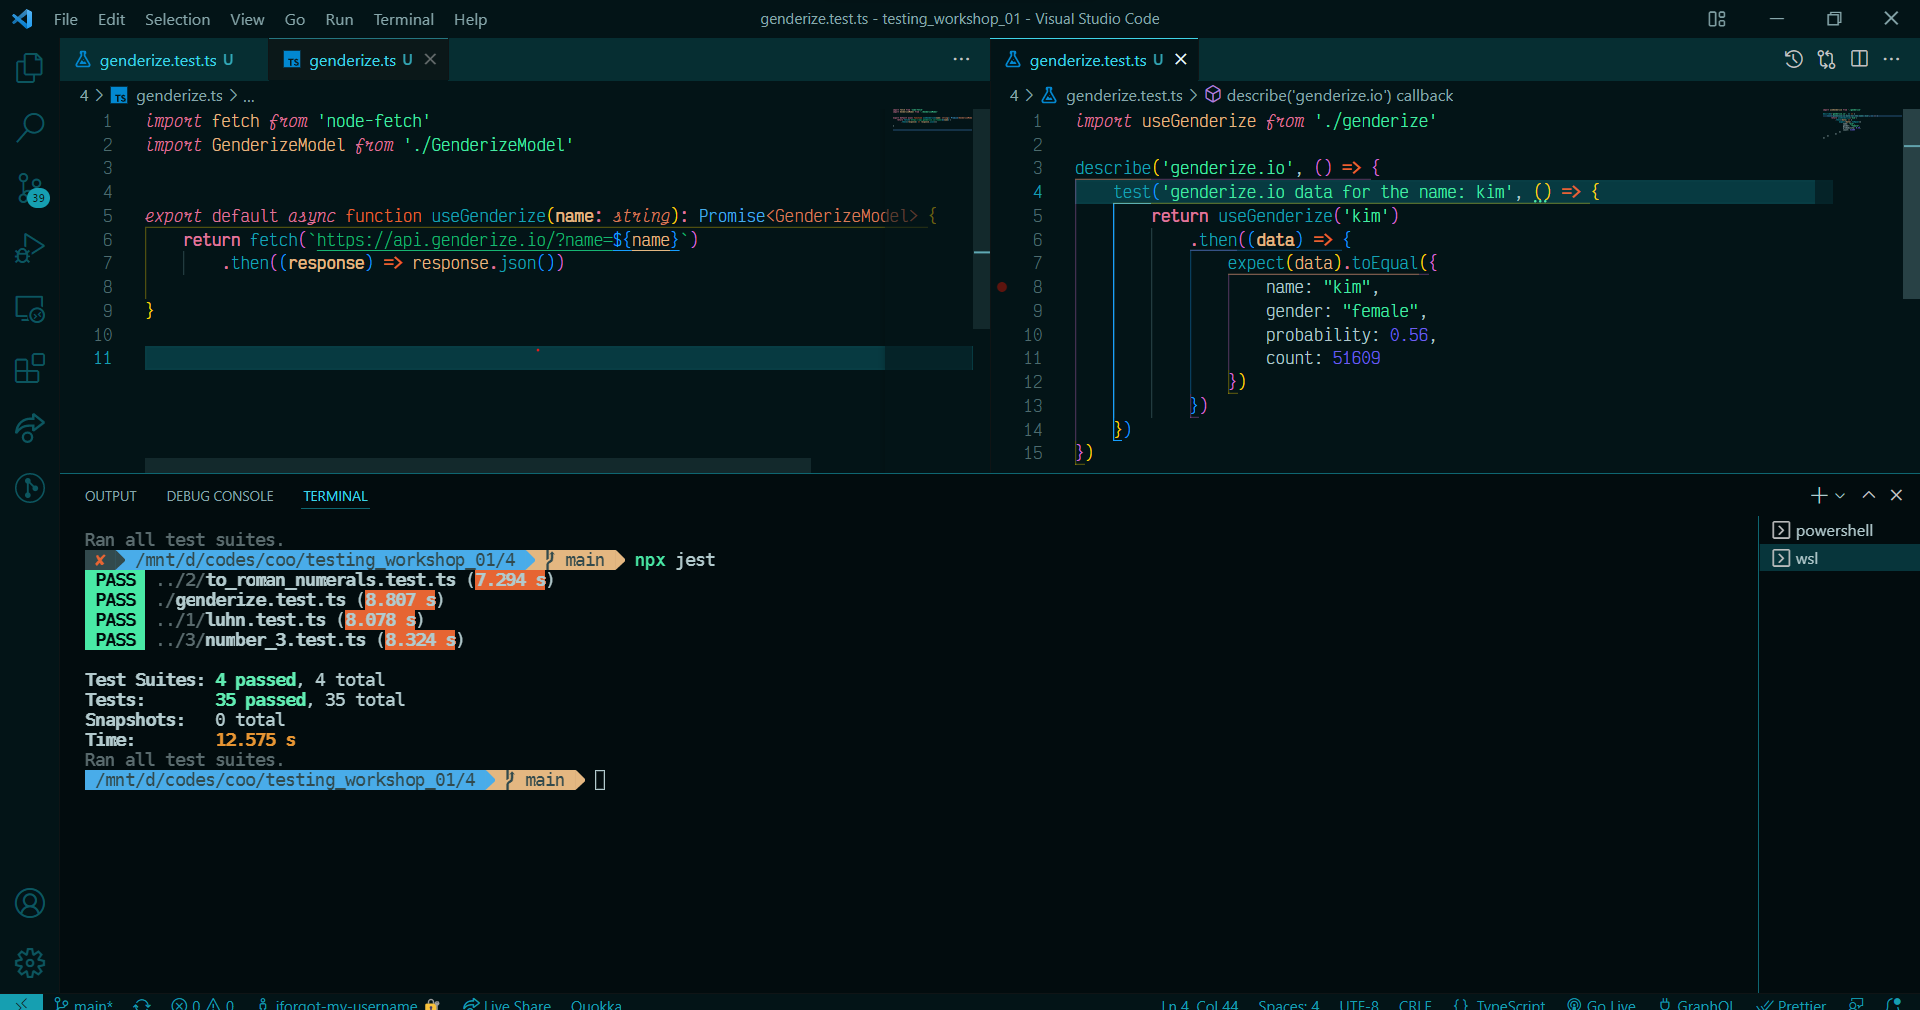 File Edit Selection View Go Run Terminal Help
genderize.test.ts - testing_workshop_01 - Visual Studio Code
genderize.test.ts U
TS genderize.ts U
4 > TS genderize.ts > ...
1 import fetch from 'node-fetch'
2 import GenderizeModel from './GenderizeModel'
3
4
5 export default async function useGenderize(name: string): Promise<GenderizeModel> {
6 return fetch(`https://api.genderize.io/?name=${name}`)
7 .then((response) => response.json())
8
9 }
10
11
genderize.test.ts U
4 > genderize.test.ts > describe('genderize.io') callback
1 import useGenderize from './genderize'
2
3 describe('genderize.io', () => {
4 test('genderize.io data for the name: kim', () => {
5 return useGenderize('kim')
6 .then((data) => {
7 expect(data).toEqual({
8 name: "kim",
9 gender: "female",
10 probability: 0.56,
11 count: 51609
12 })
13 })
14 })
15 })
39
OUTPUT DEBUG CONSOLE TERMINAL
Ran all test suites.
✘ /mnt/d/codes/coo/testing_workshop_01/4 main npx jest
PASS ../2/to_roman_numerals.test.ts (7.294 s)
PASS ./genderize.test.ts (8.807 s)
PASS ../1/luhn.test.ts (8.078 s)
PASS ../3/number_3.test.ts (8.324 s)
Test Suites: 4 passed, 4 total
Tests: 35 passed, 35 total
Snapshots: 0 total
Time: 12.575 s
Ran all test suites.
/mnt/d/codes/coo/testing_workshop_01/4 main
powershell
wsl
main* 0 0 iforgot-my-username Live Share Quokka
Ln 4, Col 44 Spaces: 4 UTF-8 CRLF {} TypeScript Go Live GraphQL Prettier